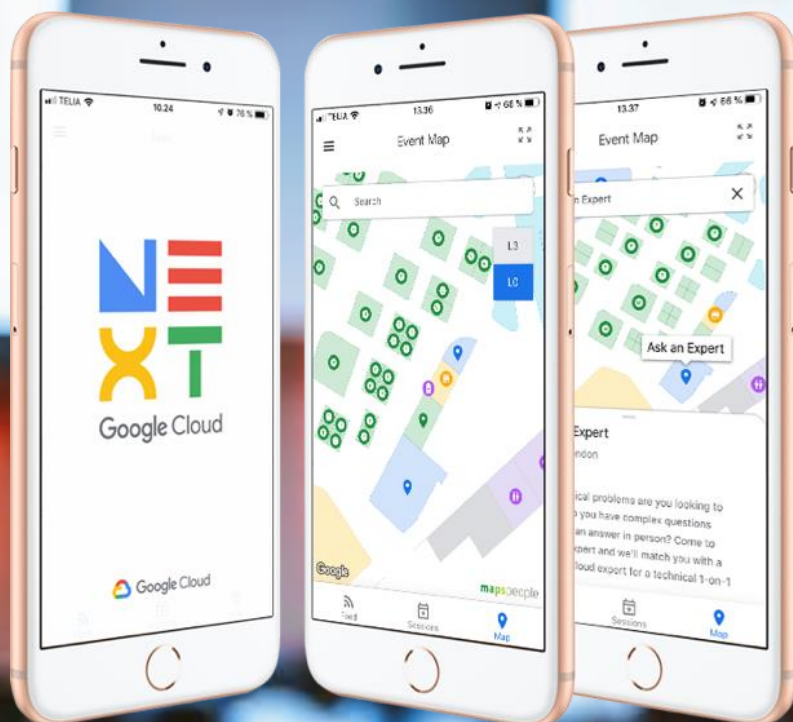 TELIA
10.24
76 %
NEXT
Google Cloud
Google Cloud
TELIA
13.36
68 %
Event Map
Search
L3
L0
Google
mapspeople
Feed
Sessions
Map
13.37
66 %
Event Map
n Expert
Ask an Expert
Expert
ondon
ical problems are you looking to
you have complex questions
an answer in person? Come to
xpert and we'll match you with a
loud expert for a technical 1-on-1
Sessions
Map